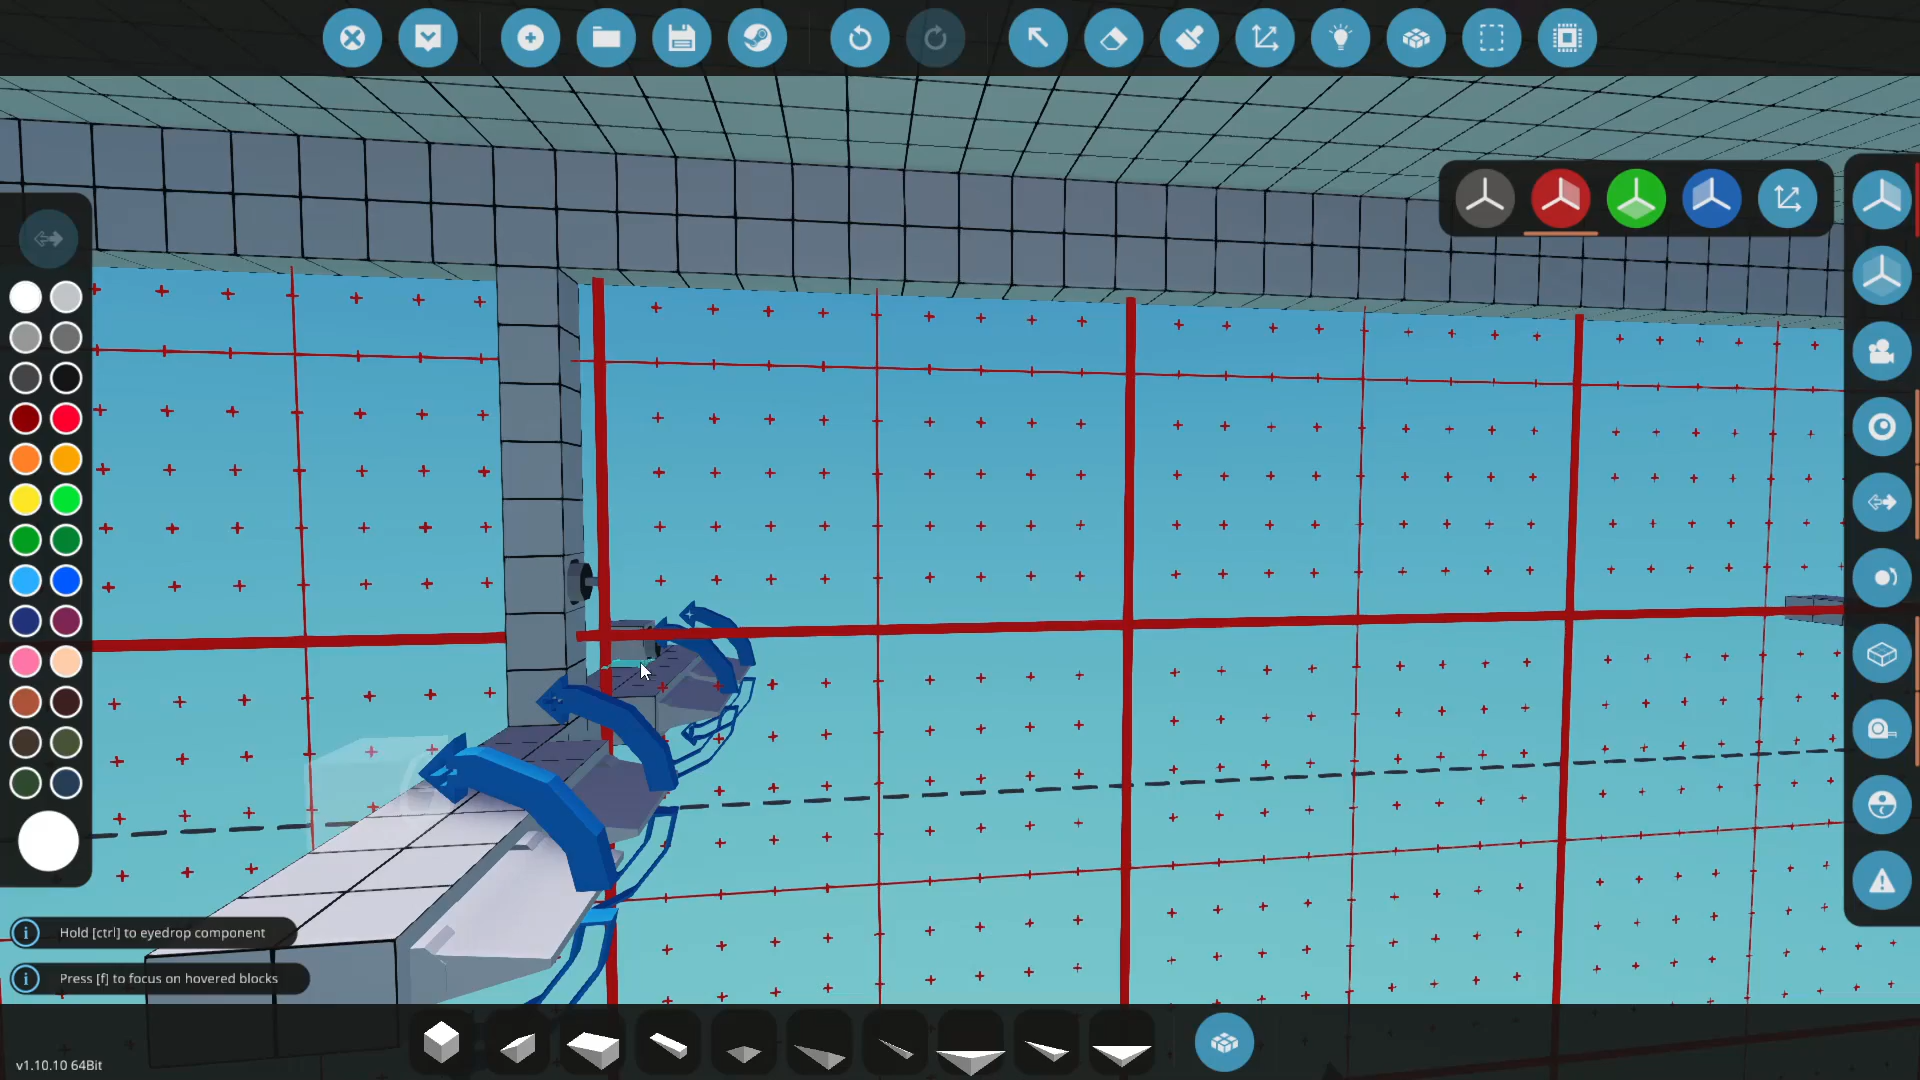 Hold [ctrl] to eyedrop component
Press [f] to focus on hovered blocks
v1.10.10 64Bit